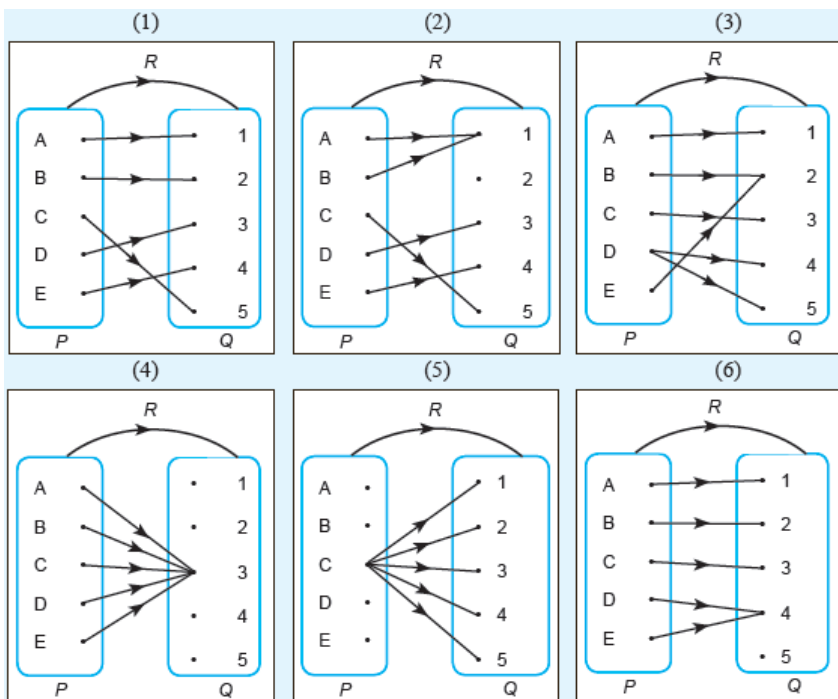 (1) (2) (3)
R R R
A 1 A 1 A 1
B 2 B 2 B 2
C 3 C 3 C 3
D 4 D 4 D 4
E 5 E 5 E 5
P Q P Q P Q
(4) (5) (6)
R R R
A 1 A 1 A 1
B 2 B 2 B 2
C 3 C 3 C 3
D 4 D 4 D 4
E 5 E 5 E 5
P Q P Q P Q